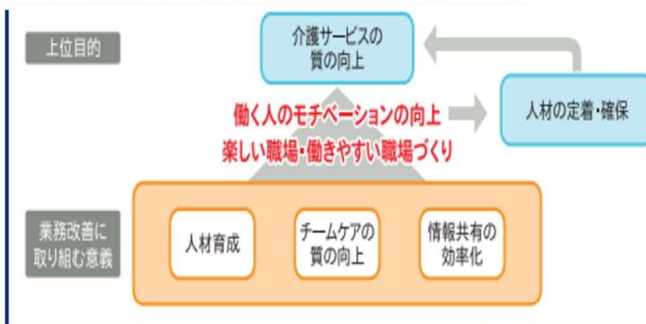 上位目的
介護サービスの
質の向上
働く人のモチベーションの向上
楽しい職場・働きやすい職場づくり
人材の定着・確保
業務改善に
取り組む意義
人材育成
チームケアの
質の向上
情報共有の
効率化